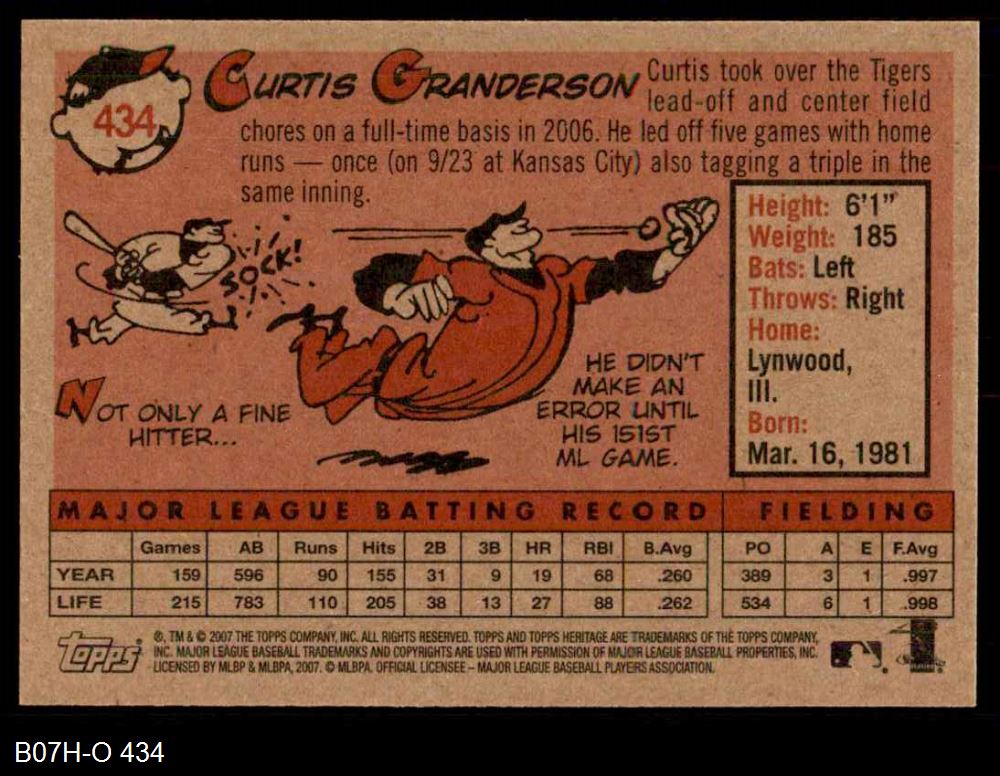 434
CURTIS GRANDERSON
Curtis took over the Tigers
lead-off and center field
chores on a full-time basis in 2006. He led off five games with home
runs — once (on 9/23 at Kansas City) also tagging a triple in the
same inning.
SOCK!
NOT ONLY A FINE
HITTER...
HE DIDN'T
MAKE AN
ERROR UNTIL
HIS 151ST
ML GAME.
Height: 6'1"
Weight: 185
Bats: Left
Throws: Right
Home:
Lynwood,
Ill.
Born:
Mar. 16, 1981
MAJOR LEAGUE BATTING RECORD FIELDING
Games AB Runs Hits 2B 3B HR RBI B.Avg PO A E F.Avg
YEAR 159 596 90 155 31 9 19 68 .260 389 3 1 .997
LIFE 215 783 110 205 38 13 27 88 .262 534 6 1 .998
TOPPS
®, TM & © 2007 THE TOPPS COMPANY, INC. ALL RIGHTS RESERVED. TOPPS AND TOPPS HERITAGE ARE TRADEMARKS OF THE TOPPS COMPANY,
INC. MAJOR LEAGUE BASEBALL TRADEMARKS AND COPYRIGHTS ARE USED WITH PERMISSION OF MAJOR LEAGUE BASEBALL PROPERTIES, INC.
LICENSED BY MLBP & MLBPA, 2007. © MLBPA. OFFICIAL LICENSEE – MAJOR LEAGUE BASEBALL PLAYERS ASSOCIATION.
B07H-O 434